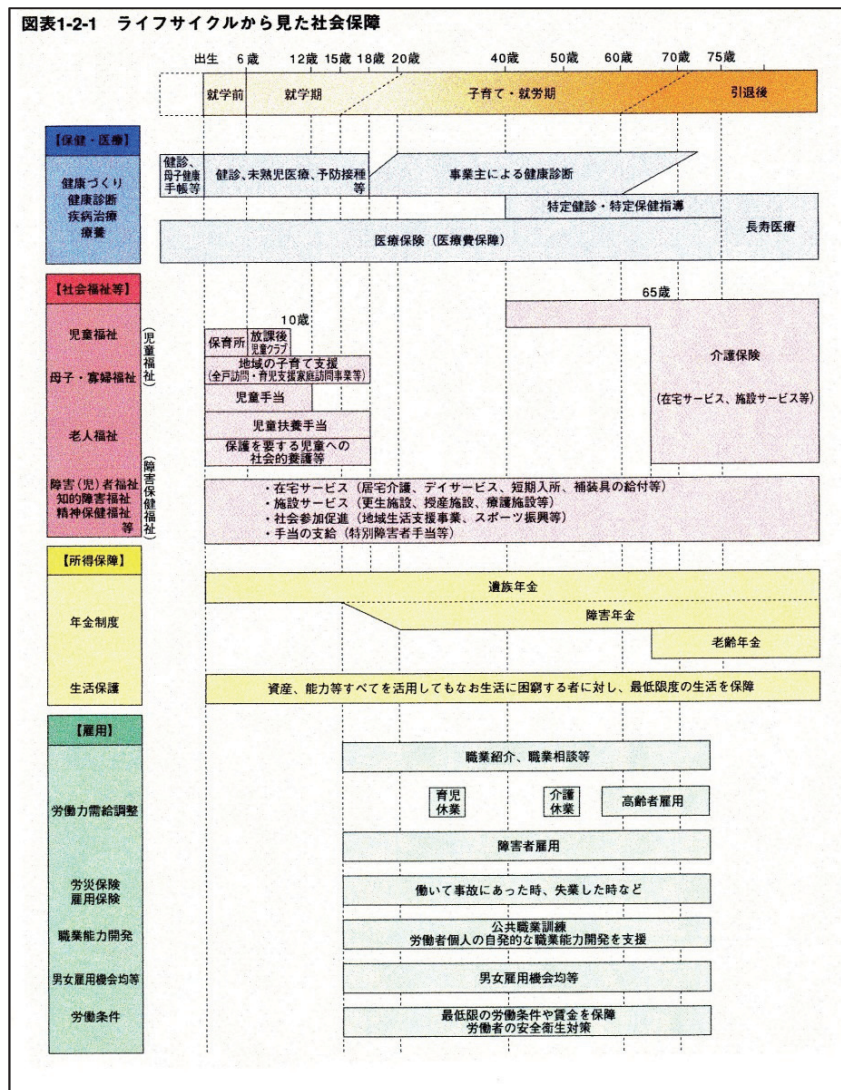 図表1-2-1 ライフサイクルから見た社会保障
出生 6歳 12歳 15歳 18歳 20歳 40歳 50歳 60歳 70歳 75歳
就学前 就学期 子育て・就労期 引退後
【保健・医療】
健康づくり
健康診断
疾病治療
療養
健診、
母子健康
手帳等
健診、未熟児医療、予防接種
等
事業主による健康診断
特定健診・特定保健指導
医療保険（医療費保障）
長寿医療
【社会福祉等】
児童福祉
母子・寡婦福祉
老人福祉
障害(児)者福祉
知的障害福祉
精神保健福祉
等
(児童福祉)
(障害保健福祉)
10歳
65歳
保育所
放課後
児童クラブ
地域の子育て支援
(全戸訪問・育児支援家庭訪問事業等)
児童手当
児童扶養手当
保護を要する児童への
社会的養護等
介護保険
(在宅サービス、施設サービス等)
・在宅サービス（居宅介護、デイサービス、短期入所、補装具の給付等）
・施設サービス（更生施設、授産施設、療護施設等）
・社会参加促進（地域生活支援事業、スポーツ振興等）
・手当の支給（特別障害者手当等）
【所得保障】
年金制度
生活保護
遺族年金
障害年金
老齢年金
資産、能力等すべてを活用してもなお生活に困窮する者に対し、最低限度の生活を保障
【雇用】
労働力需給調整
労災保険
雇用保険
職業能力開発
男女雇用機会均等
労働条件
職業紹介、職業相談等
育児
休業
介護
休業
高齢者雇用
障害者雇用
働いて事故にあった時、失業した時など
公共職業訓練
労働者個人の自発的な職業能力開発を支援
男女雇用機会均等
最低限の労働条件や賃金を保障
労働者の安全衛生対策